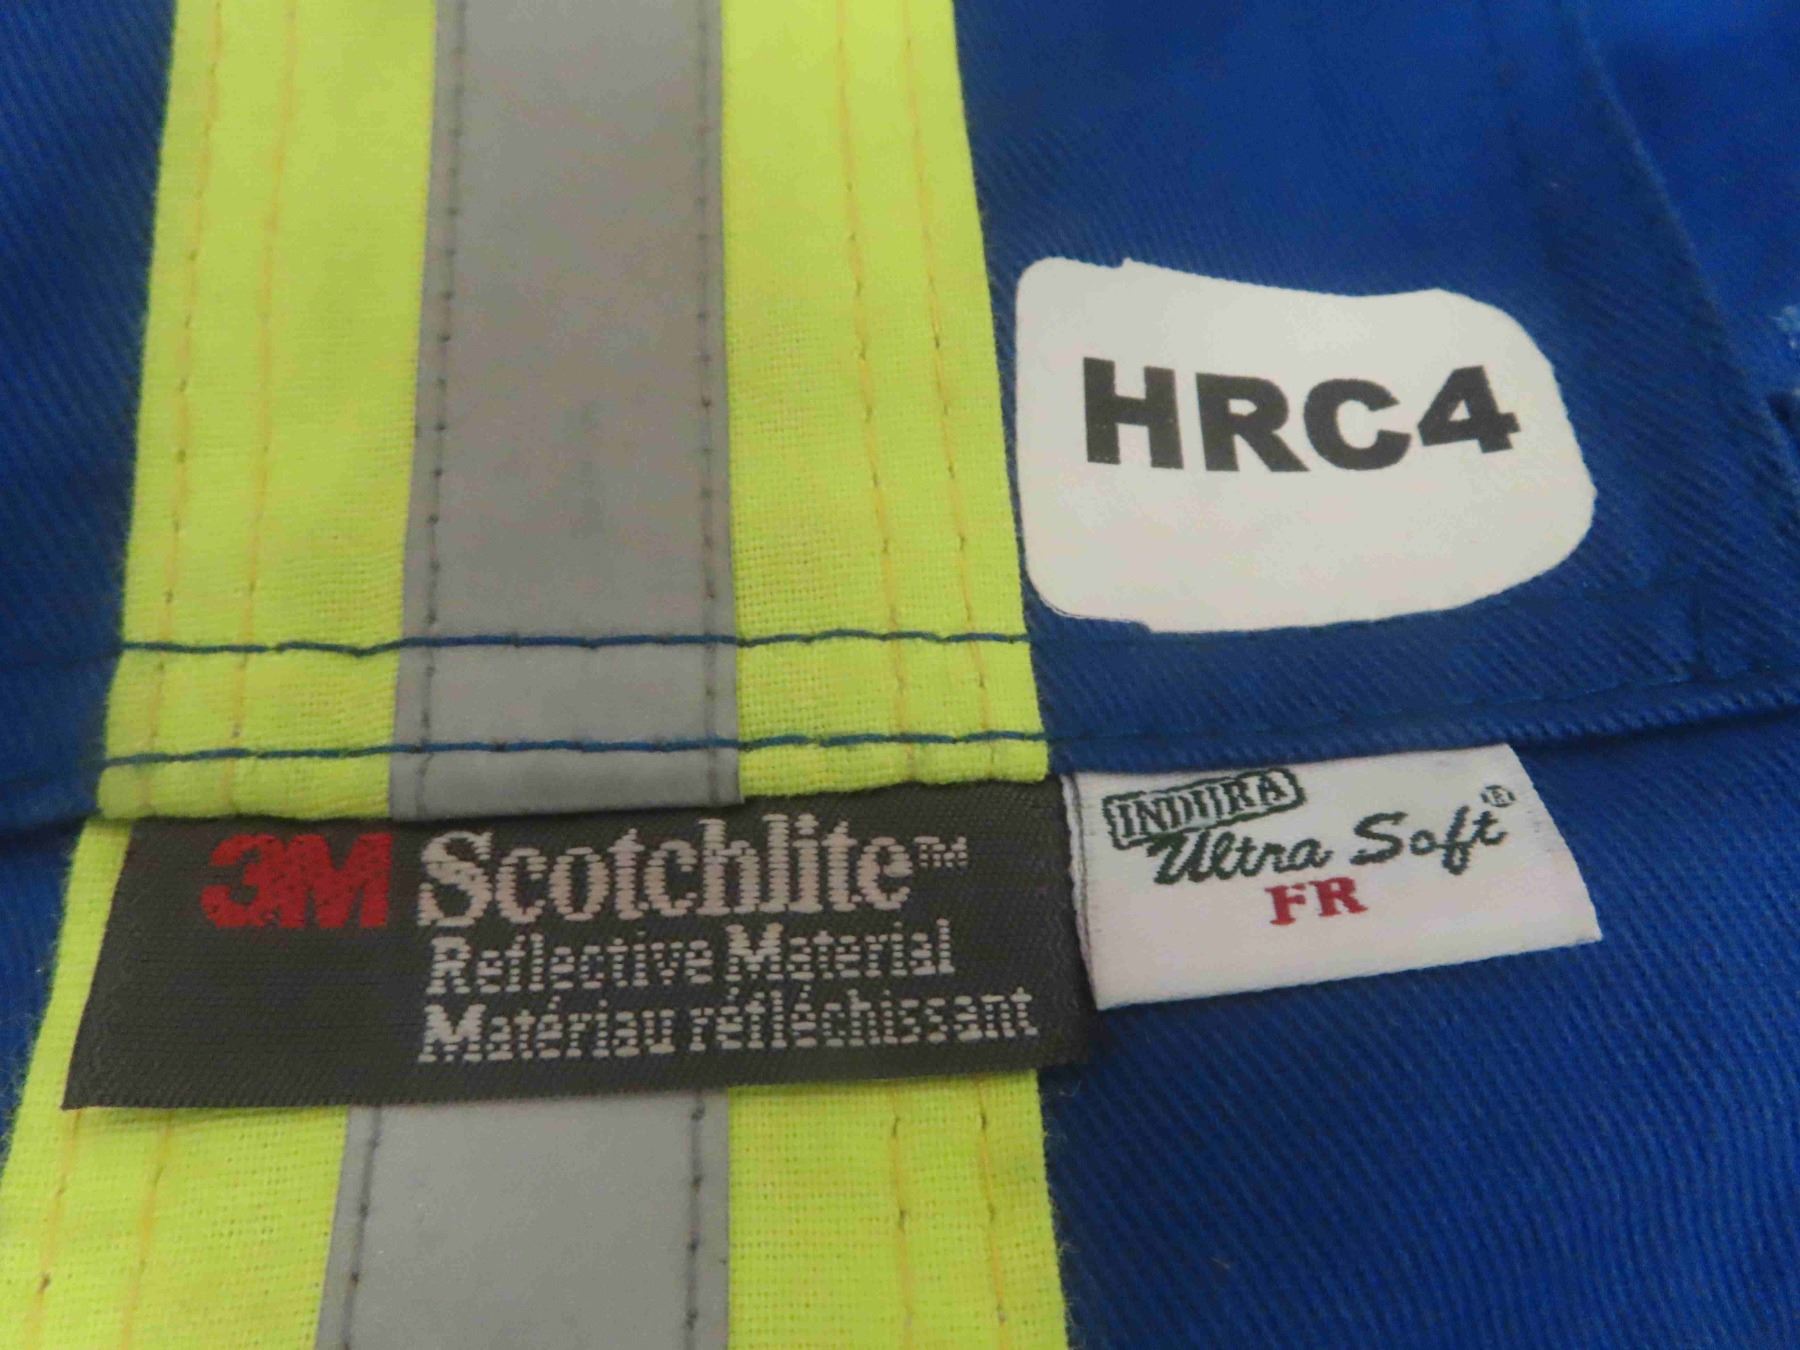 HRC4
3M Scotchlite™
Reflective Material
Matériau réfléchissant
INDURA
Ultra Soft®
FR